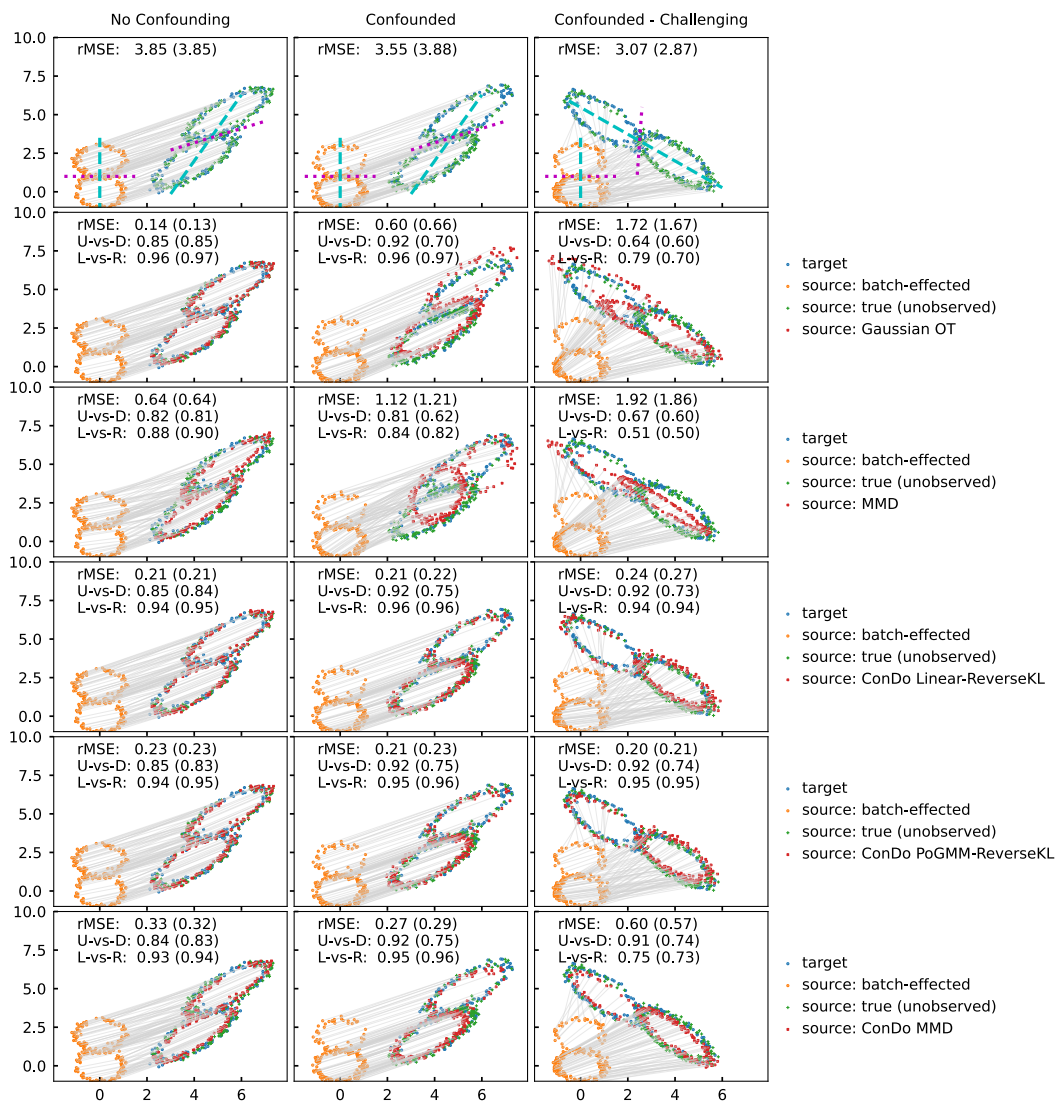 No Confounding
Confounded
Confounded - Challenging
10.0
7.5
5.0
2.5
0.0
rMSE: 3.85 (3.85)
rMSE: 3.55 (3.88)
rMSE: 3.07 (2.87)
10.0
7.5
5.0
2.5
0.0
rMSE: 0.14 (0.13)
U-vs-D: 0.85 (0.85)
L-vs-R: 0.96 (0.97)
rMSE: 0.60 (0.66)
U-vs-D: 0.92 (0.70)
L-vs-R: 0.96 (0.97)
rMSE: 1.72 (1.67)
U-vs-D: 0.64 (0.60)
L-vs-R: 0.79 (0.70)
target
source: batch-effected
source: true (unobserved)
source: Gaussian OT
10.0
7.5
5.0
2.5
0.0
rMSE: 0.64 (0.64)
U-vs-D: 0.82 (0.81)
L-vs-R: 0.88 (0.90)
rMSE: 1.12 (1.21)
U-vs-D: 0.81 (0.62)
L-vs-R: 0.84 (0.82)
rMSE: 1.92 (1.86)
U-vs-D: 0.67 (0.60)
L-vs-R: 0.51 (0.50)
target
source: batch-effected
source: true (unobserved)
source: MMD
10.0
7.5
5.0
2.5
0.0
rMSE: 0.21 (0.21)
U-vs-D: 0.85 (0.84)
L-vs-R: 0.94 (0.95)
rMSE: 0.21 (0.22)
U-vs-D: 0.92 (0.75)
L-vs-R: 0.96 (0.96)
rMSE: 0.24 (0.27)
U-vs-D: 0.92 (0.73)
L-vs-R: 0.94 (0.94)
target
source: batch-effected
source: true (unobserved)
source: ConDo Linear-ReverseKL
10.0
7.5
5.0
2.5
0.0
rMSE: 0.23 (0.23)
U-vs-D: 0.85 (0.83)
L-vs-R: 0.94 (0.95)
rMSE: 0.21 (0.23)
U-vs-D: 0.92 (0.75)
L-vs-R: 0.95 (0.96)
rMSE: 0.20 (0.21)
U-vs-D: 0.92 (0.74)
L-vs-R: 0.95 (0.95)
target
source: batch-effected
source: true (unobserved)
source: ConDo PoGMM-ReverseKL
10.0
7.5
5.0
2.5
0.0
rMSE: 0.33 (0.32)
U-vs-D: 0.84 (0.83)
L-vs-R: 0.93 (0.94)
rMSE: 0.27 (0.29)
U-vs-D: 0.92 (0.75)
L-vs-R: 0.95 (0.96)
rMSE: 0.60 (0.57)
U-vs-D: 0.91 (0.74)
L-vs-R: 0.75 (0.73)
target
source: batch-effected
source: true (unobserved)
source: ConDo MMD
0 2 4 6
0 2 4 6
0 2 4 6